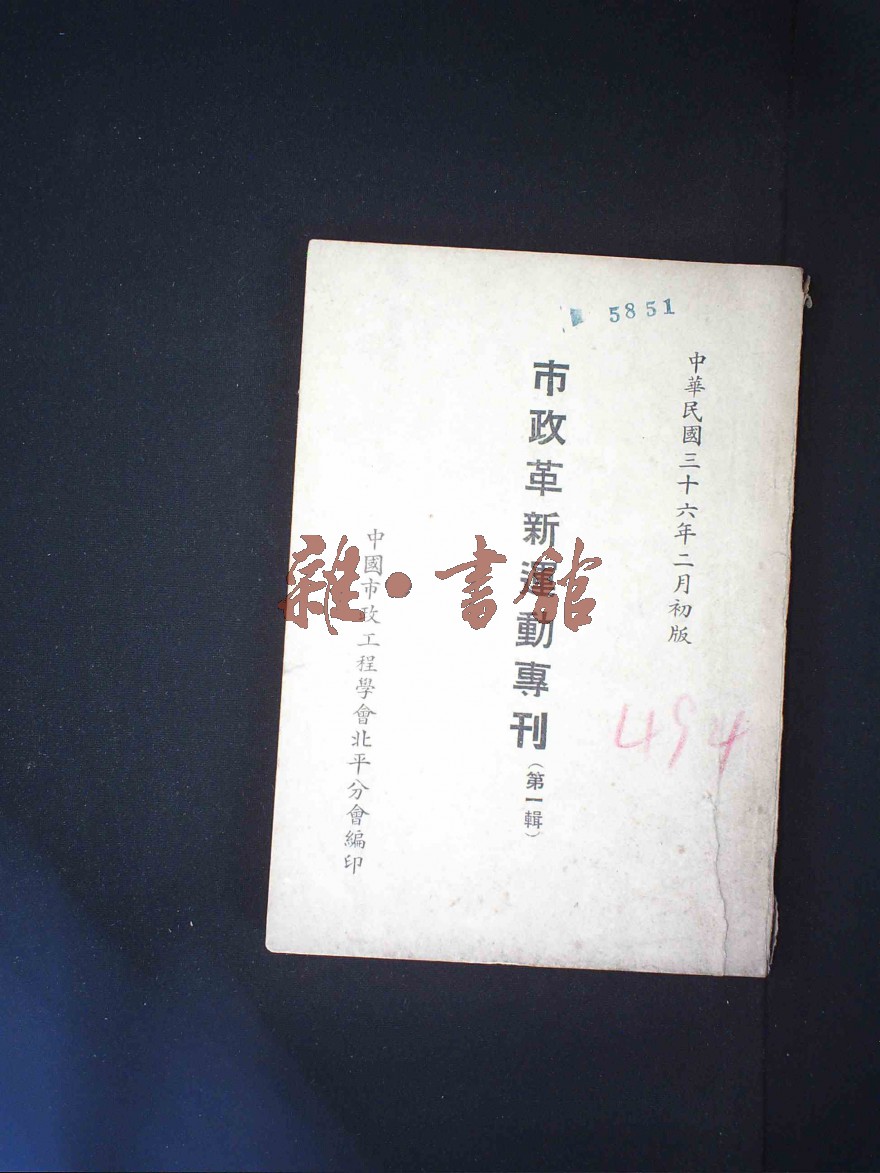 5851
中華民國三十六年二月初版
市政革新運動專刊(第一輯)
中國市政工程學會北平分會編印
494
雜·書館